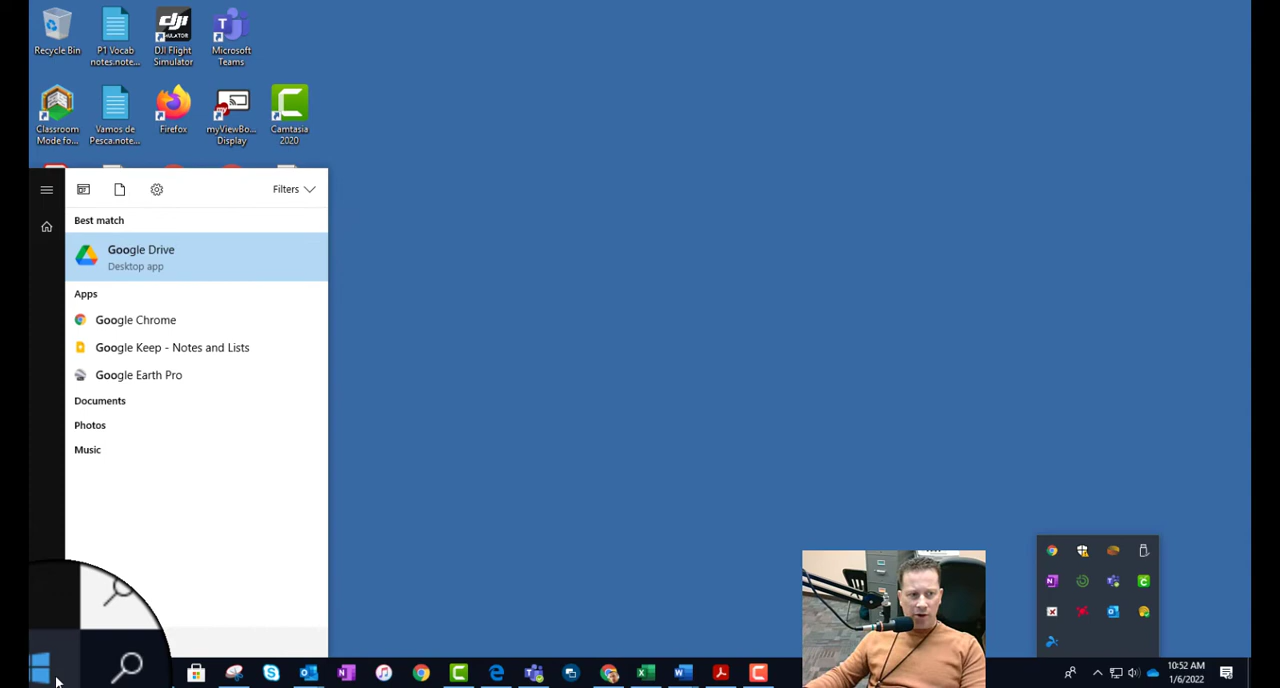 Recycle Bin
P1 Vocab
notes.note...
DJI Flight
Simulator
Microsoft
Teams
Classroom
Mode fo...
Vamos de
Pesca.note...
Firefox
myViewBo...
Display
Camtasia
2020
Filters
Best match
Google Drive
Desktop app
Apps
Google Chrome
Google Keep - Notes and Lists
Google Earth Pro
Documents
Photos
Music
10:52 AM
1/6/2022